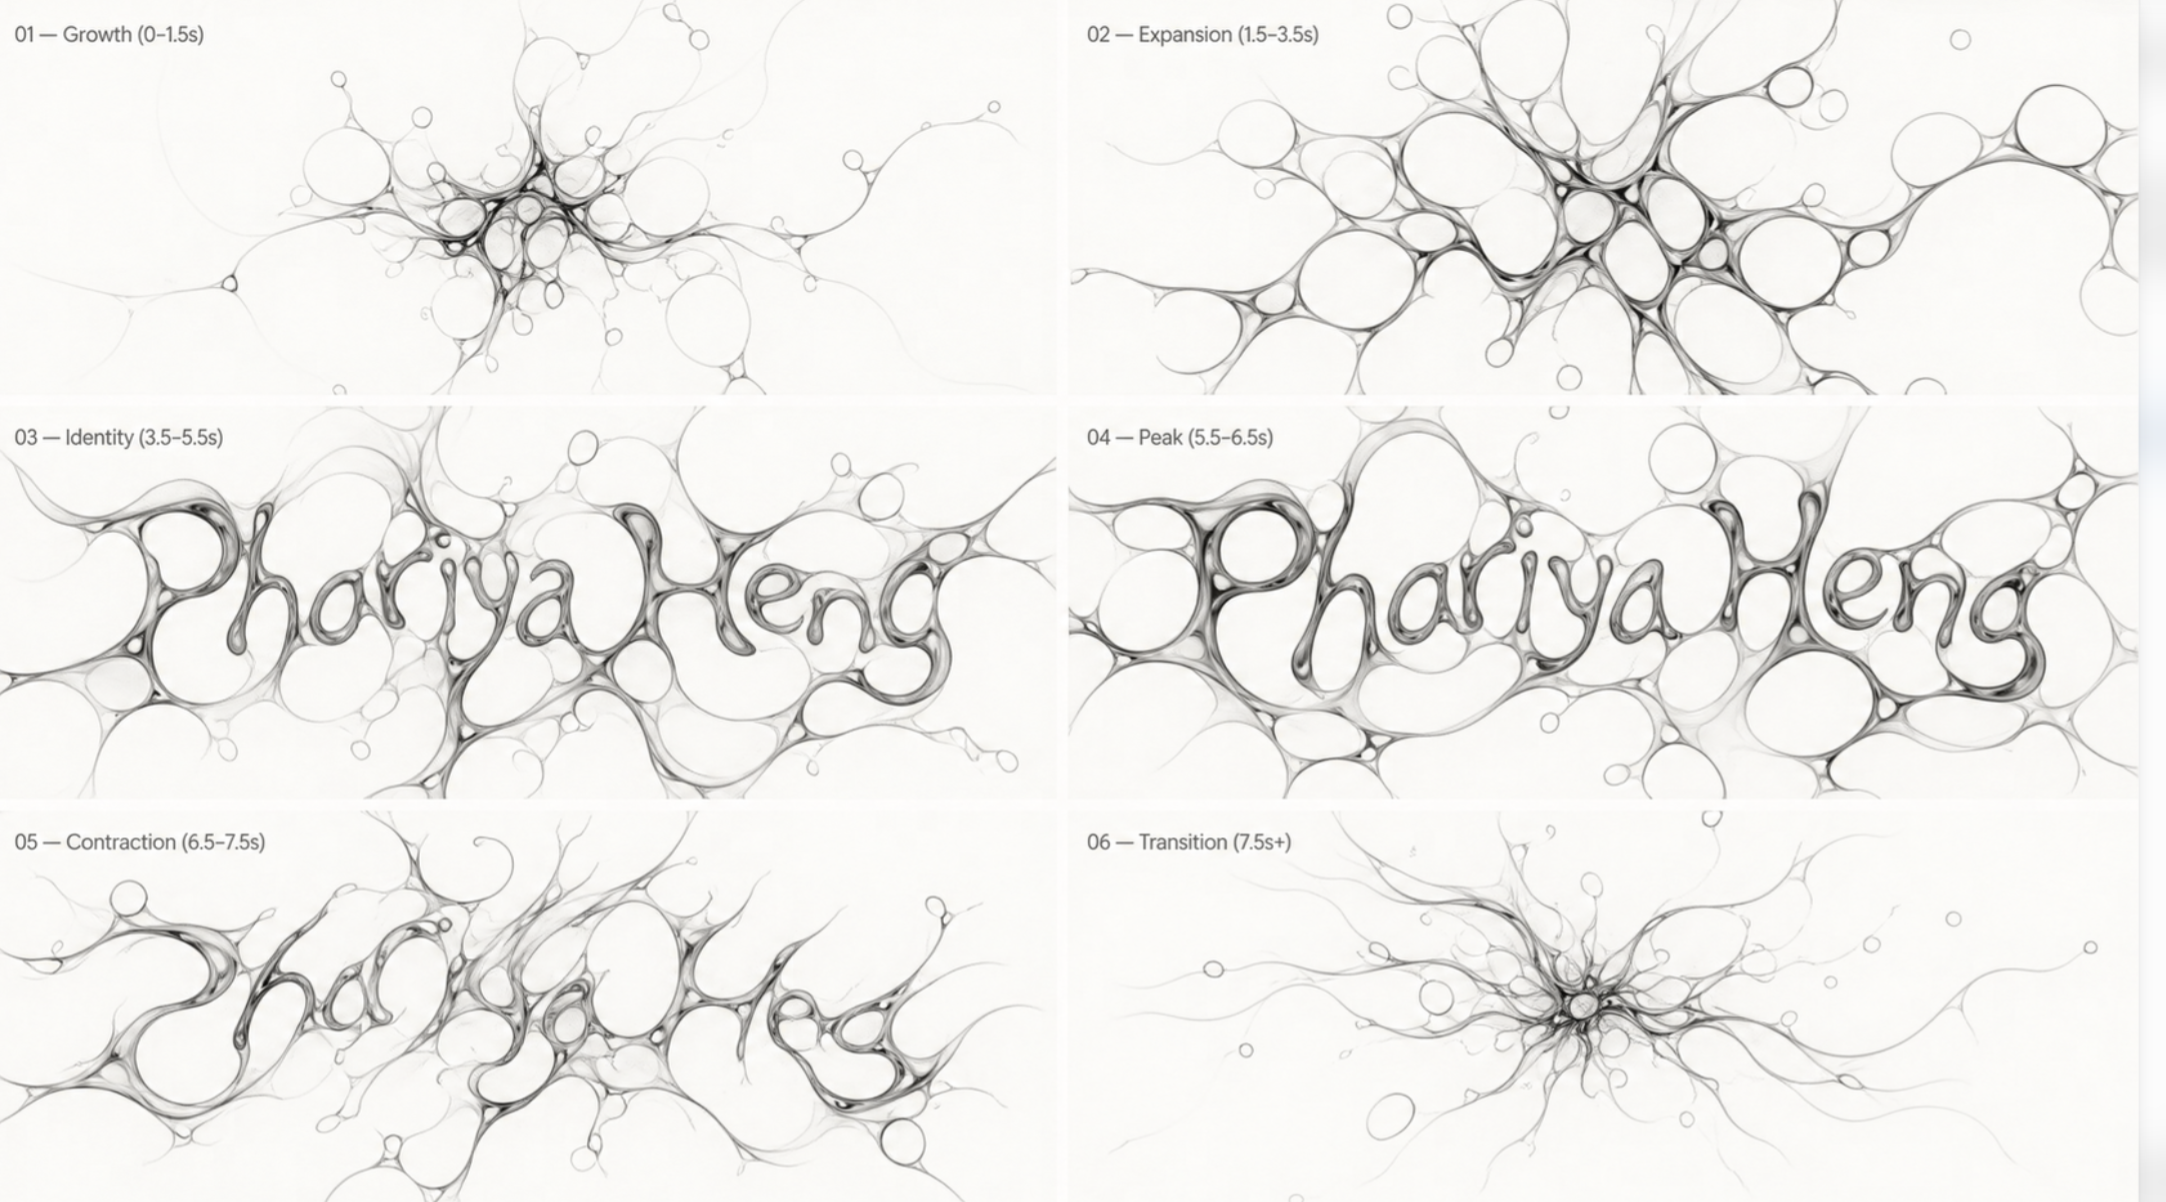 01 — Growth (0–1.5s)
02 — Expansion (1.5–3.5s)
03 — Identity (3.5–5.5s)
Phariya Heng
04 — Peak (5.5–6.5s)
Phariya Heng
05 — Contraction (6.5–7.5s)
06 — Transition (7.5s+)